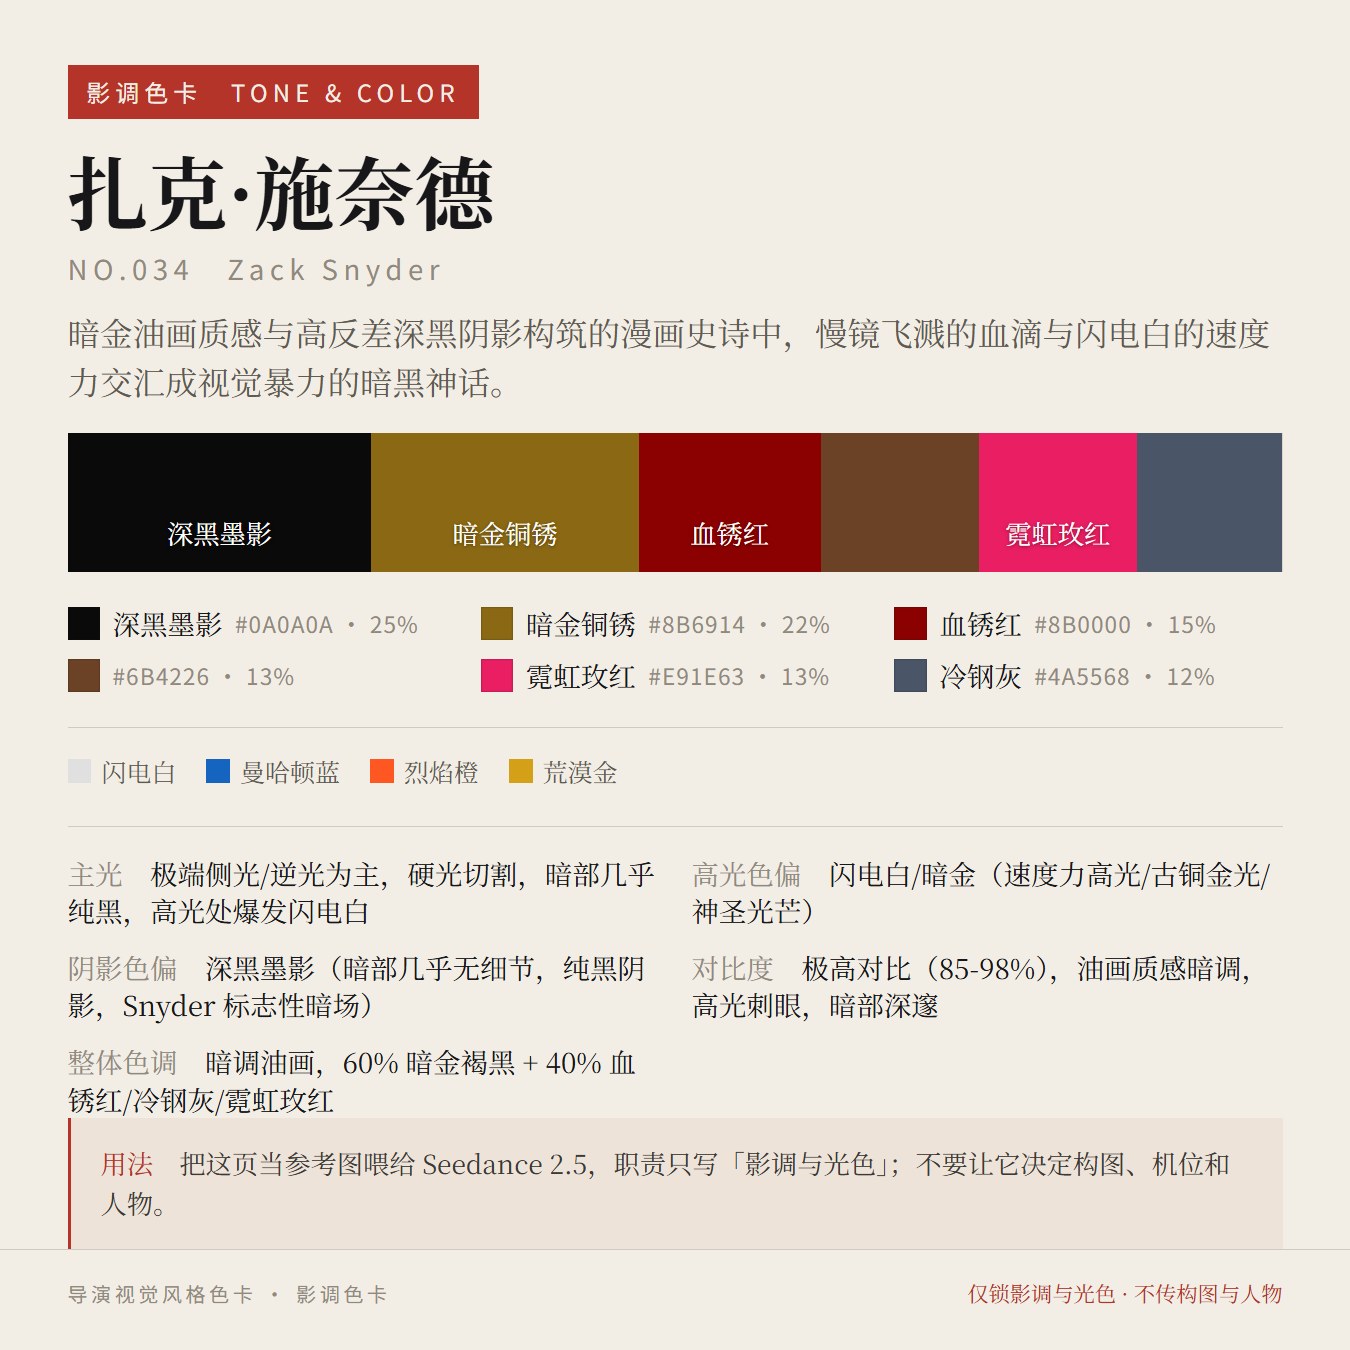 影调色卡 TONE & COLOR
扎克·施奈德
NO.034 Zack Snyder
暗金油画质感与高反差深黑阴影构筑的漫画史诗中，慢镜飞溅的血滴与闪电白的速度
力交汇成视觉暴力的暗黑神话。
深黑墨影 暗金铜锈 血锈红 霓虹玫红
深黑墨影 #0A0A0A • 25% 暗金铜锈 #8B6914 • 22% 血锈红 #8B0000 • 15%
#6B4226 • 13% 霓虹玫红 #E91E63 • 13% 冷钢灰 #4A5568 • 12%
闪电白 曼哈顿蓝 烈焰橙 荒漠金
主光 极端侧光/逆光为主，硬光切割，暗部几乎
纯黑，高光处爆发闪电白
高光色偏 闪电白/暗金（速度力高光/古铜金光/
神圣光芒）
阴影色偏 深黑墨影（暗部几乎无细节，纯黑阴
影，Snyder 标志性暗场）
对比度 极高对比（85-98%），油画质感暗调，
高光刺眼，暗部深邃
整体色调 暗调油画，60% 暗金褐黑 + 40% 血
锈红/冷钢灰/霓虹玫红
用法 把这页当参考图喂给 Seedance 2.5，职责只写「影调与光色」；不要让它决定构图、机位和
人物。
导演视觉风格色卡 • 影调色卡
仅锁影调与光色 · 不传构图与人物